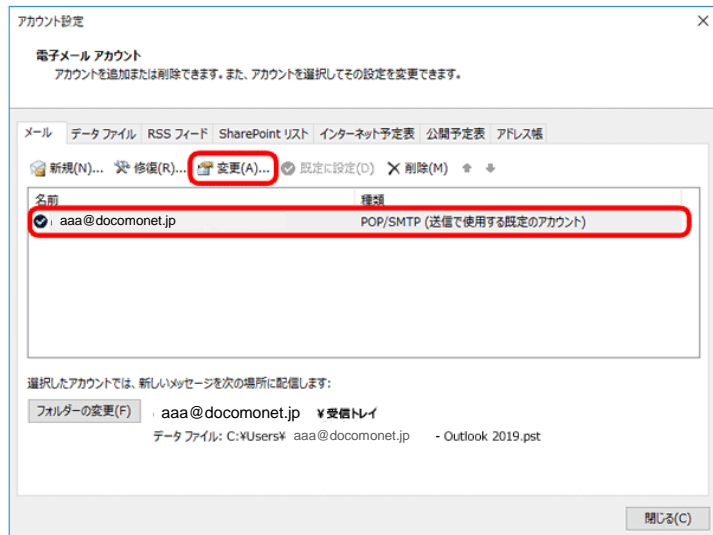 アカウント設定
電子メール アカウント
アカウントを追加または削除できます。また、アカウントを選択してその設定を変更できます。
メール データ ファイル RSS フィード SharePoint リスト インターネット予定表 公開予定表 アドレス帳
新規(N)... 修復(R)... 変更(A)... 既定に設定(D) 削除(M)
名前 種類
aaa@docomonet.jp POP/SMTP (送信で使用する既定のアカウント)
選択したアカウントでは、新しいメッセージを次の場所に配信します:
フォルダーの変更(F) aaa@docomonet.jp ¥受信トレイ
データ ファイル: C:¥Users¥ aaa@docomonet.jp - Outlook 2019.pst
閉じる(C)